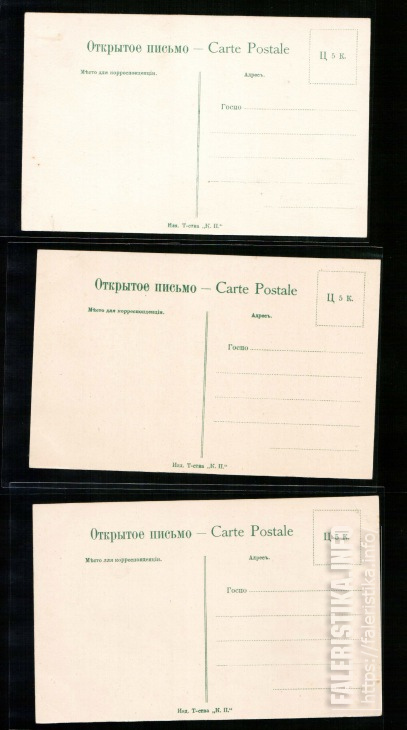 Открытое письмо — Carte Postale
Ц 5 К.
Мѣсто для корреспонденціи.
Адресъ.
Госпо
Изд. Т-ства „К. П.“
Открытое письмо — Carte Postale
Ц 5 К.
Мѣсто для корреспонденціи.
Адресъ.
Госпо
Изд. Т-ства „К. П.“
Открытое письмо — Carte Postale
Ц 5 К.
Мѣсто для корреспонденціи.
Адресъ.
Госпо
Изд. Т-ства „К. П.“
FALERISTIKA.INFO
https://faleristika.info/